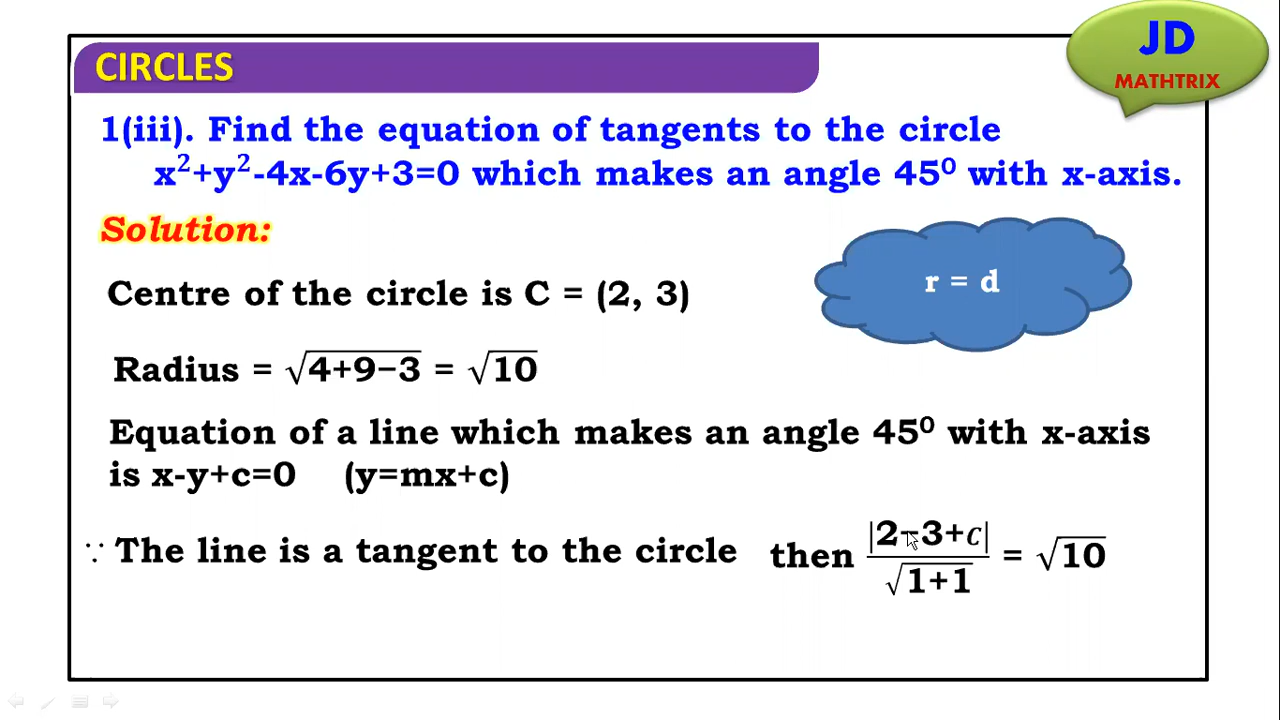 CIRCLES
JD
MATHTRIX
1(iii). Find the equation of tangents to the circle
x²+y²-4x-6y+3=0 which makes an angle 45⁰ with x-axis.
Solution:
Centre of the circle is C = (2, 3)
r = d
Radius = √4+9−3 = √10
Equation of a line which makes an angle 45⁰ with x-axis
is x-y+c=0 (y=mx+c)
∵ The line is a tangent to the circle then |2−3+c| / √1+1 = √10